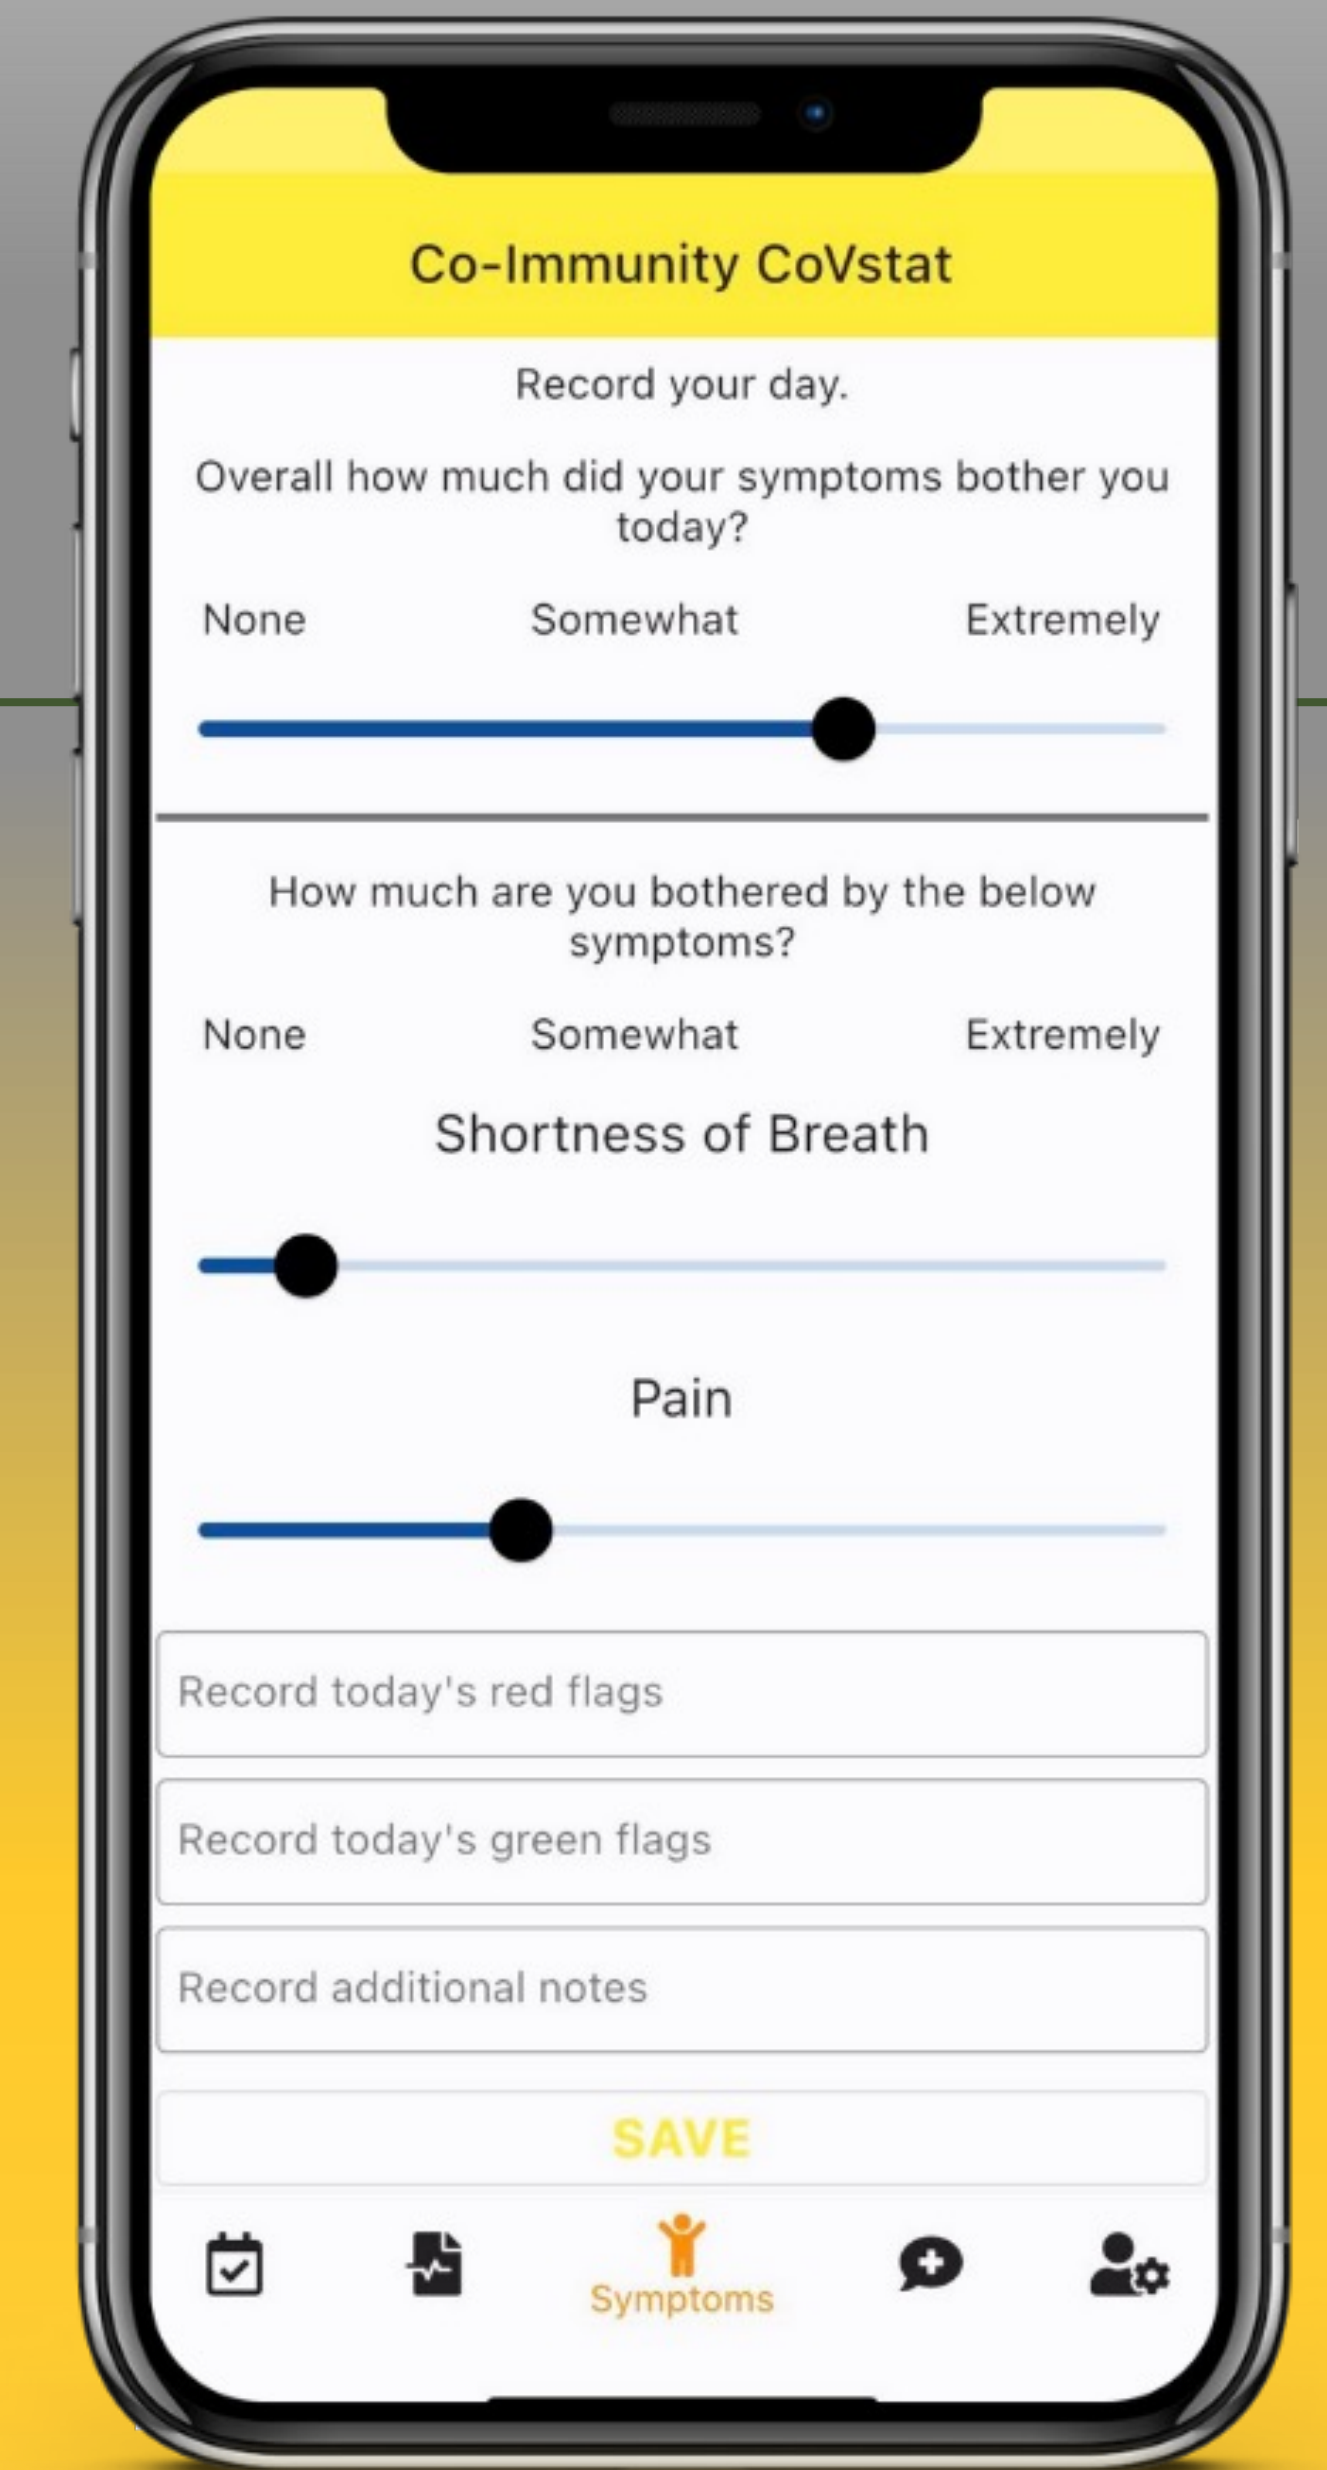 Co-Immunity CoVstat
Record your day.
Overall how much did your symptoms bother you
today?
None Somewhat Extremely
How much are you bothered by the below
symptoms?
None Somewhat Extremely
Shortness of Breath
Pain
Record today's red flags
Record today's green flags
Record additional notes
SAVE
Symptoms